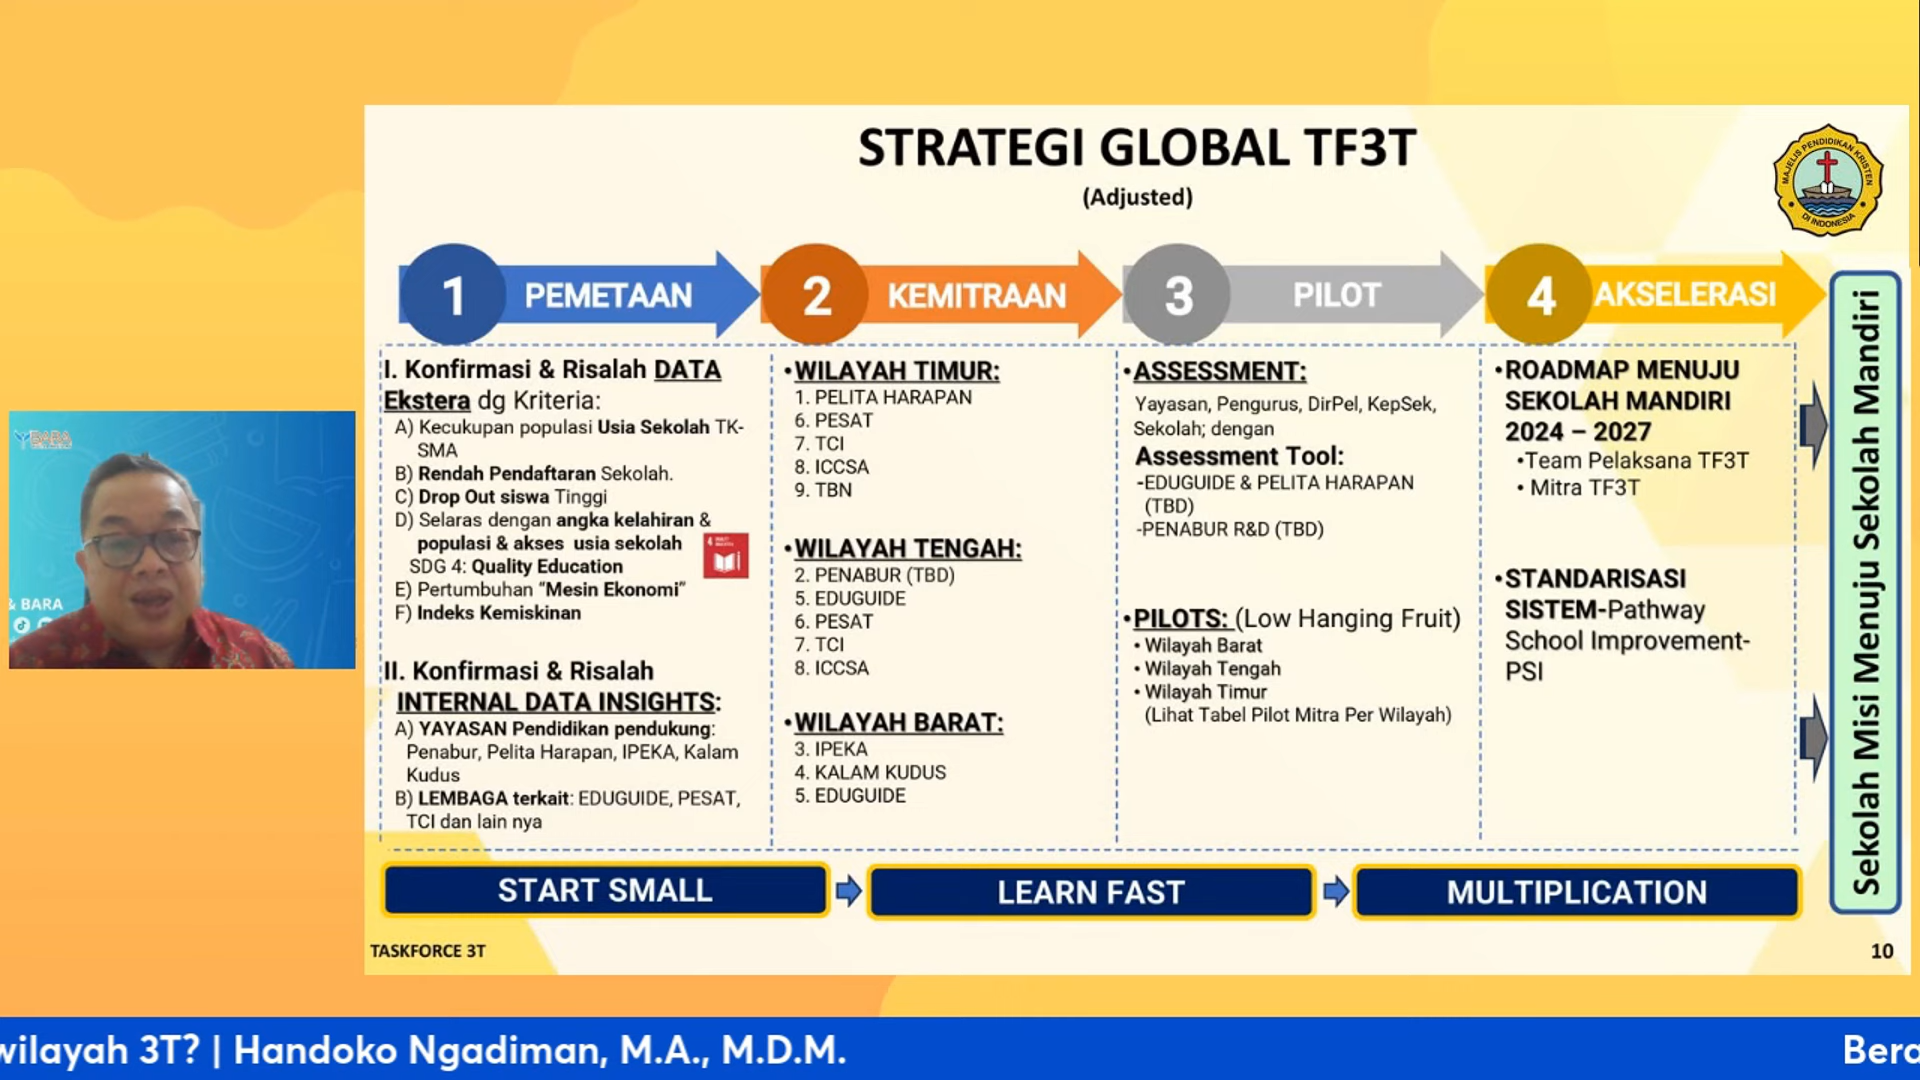 STRATEGI GLOBAL TF3T
(Adjusted)
MAJELIS PENDIDIKAN KRISTEN
DI INDONESIA
1 PEMETAAN
2 KEMITRAAN
3 PILOT
4 AKSELERASI
I. Konfirmasi & Risalah DATA
Ekstera dg Kriteria:
A) Kecukupan populasi Usia Sekolah TK-
SMA
B) Rendah Pendaftaran Sekolah.
C) Drop Out siswa Tinggi
D) Selaras dengan angka kelahiran &
populasi & akses usia sekolah
SDG 4: Quality Education
E) Pertumbuhan “Mesin Ekonomi”
F) Indeks Kemiskinan
II. Konfirmasi & Risalah
INTERNAL DATA INSIGHTS:
A) YAYASAN Pendidikan pendukung:
Penabur, Pelita Harapan, IPEKA, Kalam
Kudus
B) LEMBAGA terkait: EDUGUIDE, PESAT,
TCI dan lain nya
•WILAYAH TIMUR:
1. PELITA HARAPAN
6. PESAT
7. TCI
8. ICCSA
9. TBN
•WILAYAH TENGAH:
2. PENABUR (TBD)
5. EDUGUIDE
6. PESAT
7. TCI
8. ICCSA
•WILAYAH BARAT:
3. IPEKA
4. KALAM KUDUS
5. EDUGUIDE
•ASSESSMENT:
Yayasan, Pengurus, DirPel, KepSek,
Sekolah; dengan
Assessment Tool:
-EDUGUIDE & PELITA HARAPAN
(TBD)
-PENABUR R&D (TBD)
•PILOTS: (Low Hanging Fruit)
• Wilayah Barat
• Wilayah Tengah
• Wilayah Timur
(Lihat Tabel Pilot Mitra Per Wilayah)
•ROADMAP MENUJU
SEKOLAH MANDIRI
2024 – 2027
•Team Pelaksana TF3T
• Mitra TF3T
•STANDARISASI
SISTEM-Pathway
School Improvement-
PSI
Sekolah Misi Menuju Sekolah Mandiri
START SMALL
LEARN FAST
MULTIPLICATION
TASKFORCE 3T
10
BABA
& BARA
wilayah 3T? | Handoko Ngadiman, M.A., M.D.M.
Bera